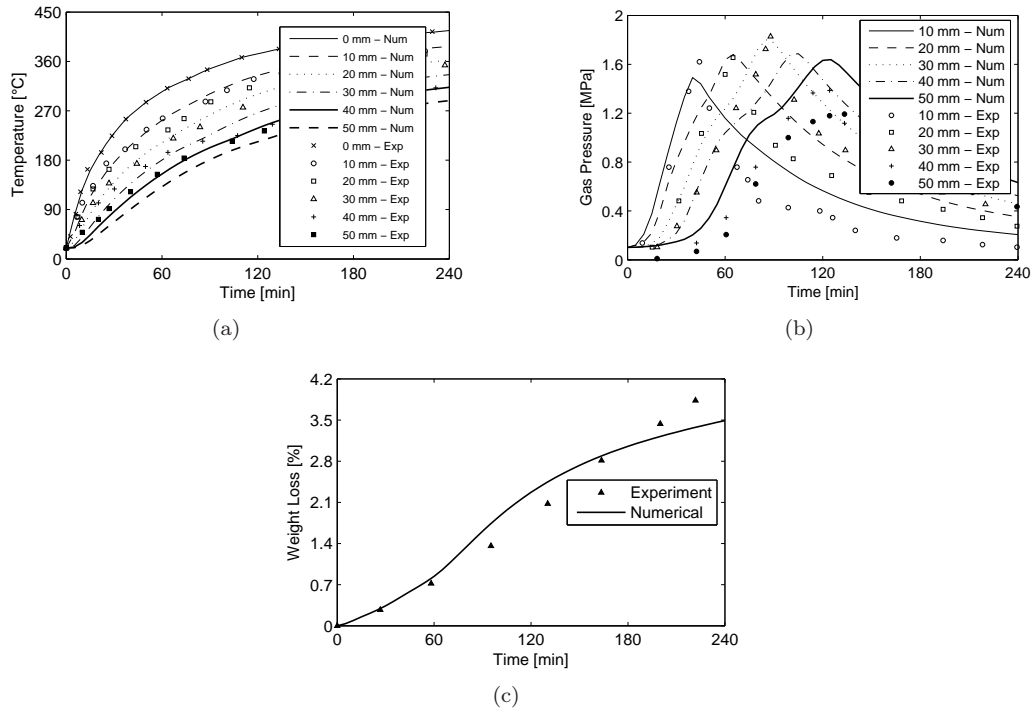 450
360
270
180
90
0
Temperature [°C]
0 60 120 180 240
Time [min]
0 mm – Num
10 mm – Num
20 mm – Num
30 mm – Num
40 mm – Num
50 mm – Num
0 mm – Exp
10 mm – Exp
20 mm – Exp
30 mm – Exp
40 mm – Exp
50 mm – Exp
(a)
2
1.6
1.2
0.8
0.4
0
Gas Pressure [MPa]
0 60 120 180 240
Time [min]
10 mm – Num
20 mm – Num
30 mm – Num
40 mm – Num
50 mm – Num
10 mm – Exp
20 mm – Exp
30 mm – Exp
40 mm – Exp
50 mm – Exp
(b)
4.2
3.5
2.8
2.1
1.4
0.7
0
Weight Loss [%]
0 60 120 180 240
Time [min]
Experiment
Numerical
(c)